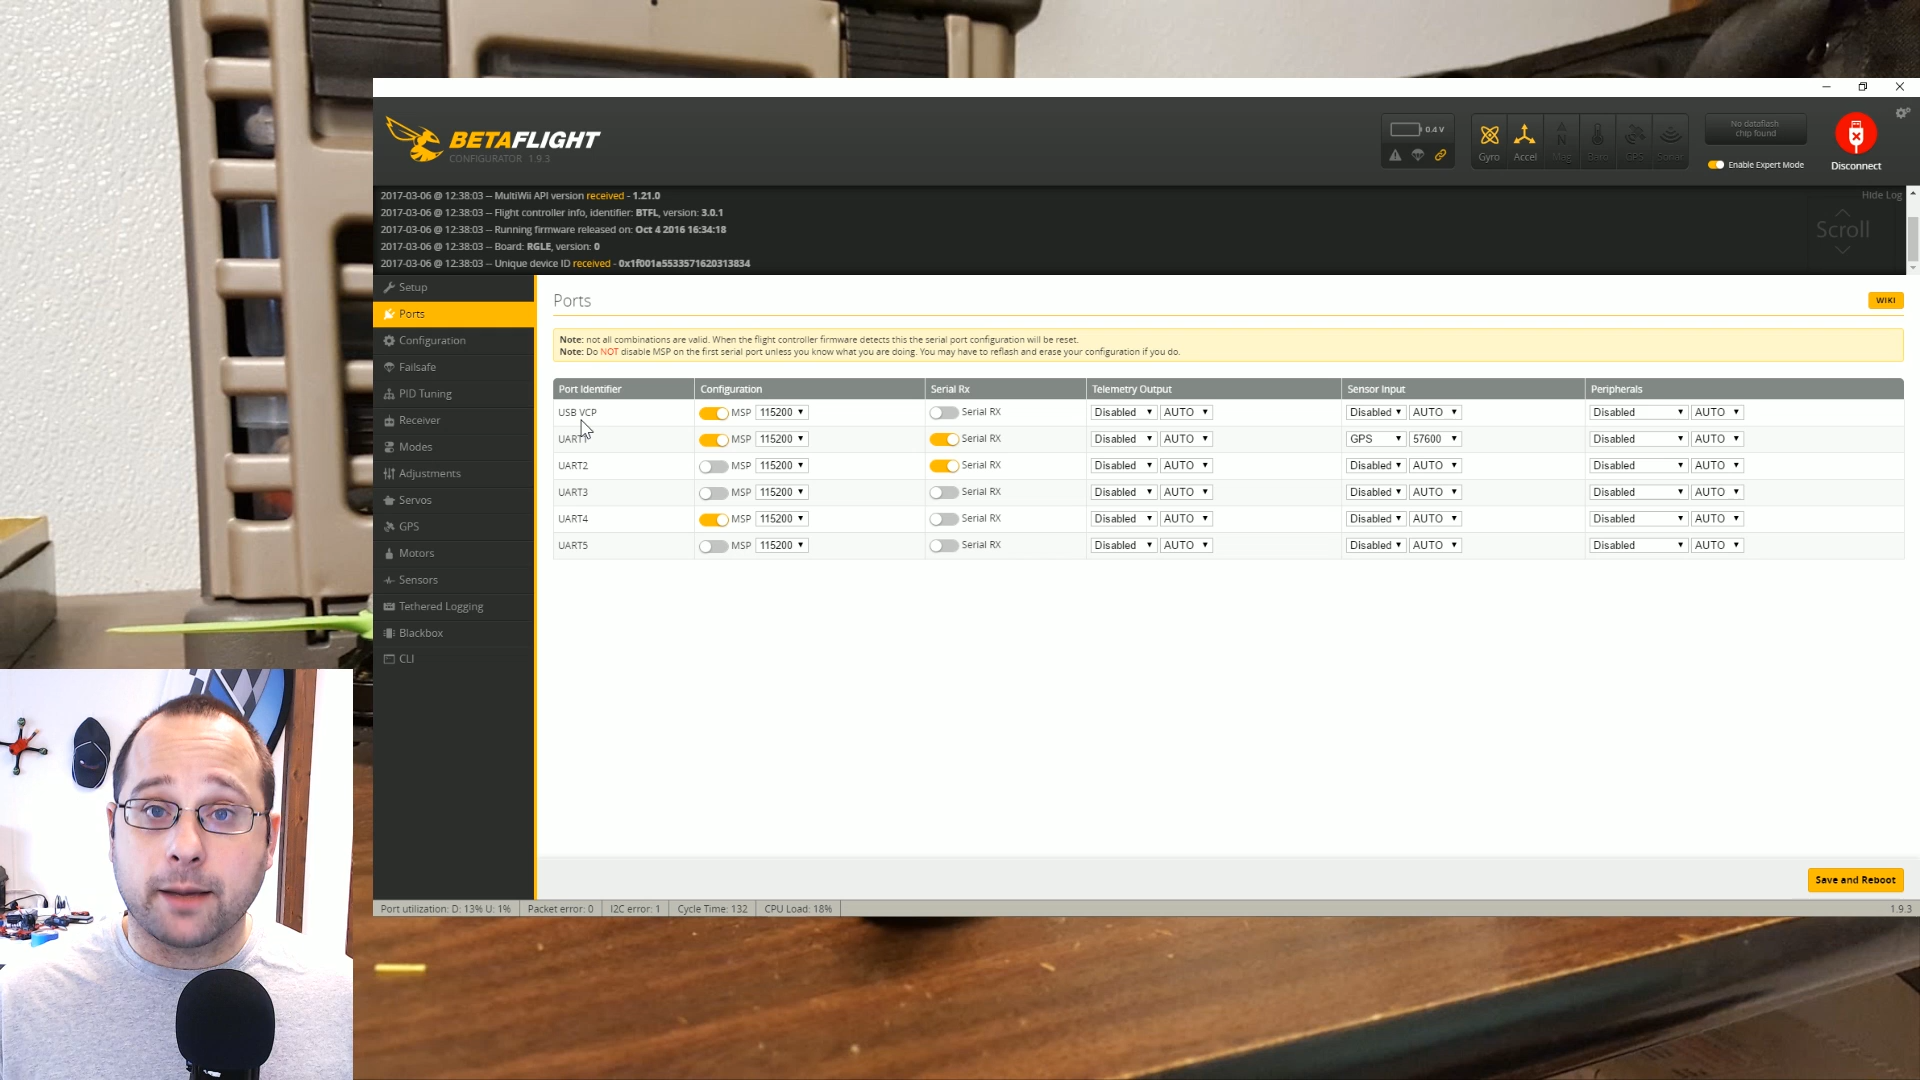 BETAFLIGHT
CONFIGURATOR 1.9.3
0.4 V
Gyro Accel Mag Baro GPS Sonar
No dataflash
chip found
Enable Expert Mode
Disconnect
2017-03-06 @ 12:38:03 -- MultiWii API version received - 1.21.0
2017-03-06 @ 12:38:03 -- Flight controller info, identifier: BTFL, version: 3.0.1
2017-03-06 @ 12:38:03 -- Running firmware released on: Oct 4 2016 16:34:18
2017-03-06 @ 12:38:03 -- Board: RGLE, version: 0
2017-03-06 @ 12:38:03 -- Unique device ID received - 0x1f001a5533571620313834
Hide Log
Scroll
Setup
Ports
Configuration
Failsafe
PID Tuning
Receiver
Modes
Adjustments
Servos
GPS
Motors
Sensors
Tethered Logging
Blackbox
CLI
Ports
WIKI
Note: not all combinations are valid. When the flight controller firmware detects this the serial port configuration will be reset.
Note: Do NOT disable MSP on the first serial port unless you know what you are doing. You may have to reflash and erase your configuration if you do.
Port Identifier Configuration Serial Rx Telemetry Output Sensor Input Peripherals
USB VCP MSP 115200 Serial RX Disabled AUTO Disabled AUTO Disabled AUTO
UART1 MSP 115200 Serial RX Disabled AUTO GPS 57600 Disabled AUTO
UART2 MSP 115200 Serial RX Disabled AUTO Disabled AUTO Disabled AUTO
UART3 MSP 115200 Serial RX Disabled AUTO Disabled AUTO Disabled AUTO
UART4 MSP 115200 Serial RX Disabled AUTO Disabled AUTO Disabled AUTO
UART5 MSP 115200 Serial RX Disabled AUTO Disabled AUTO Disabled AUTO
Save and Reboot
Port utilization: D: 13% U: 1% Packet error: 0 I2C error: 1 Cycle Time: 132 CPU Load: 18%
1.9.3